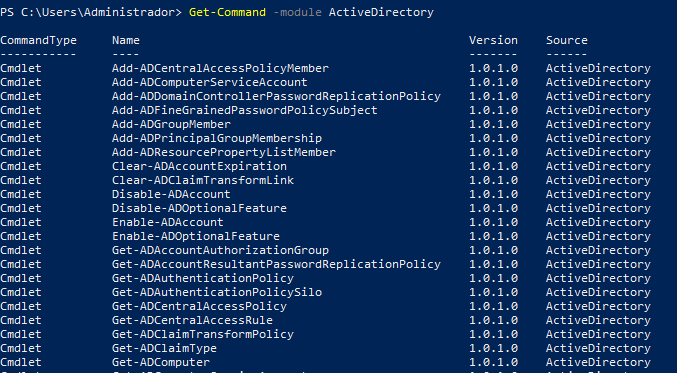 PS C:\Users\Administrador> Get-Command -module ActiveDirectory
CommandType Name Version Source
----------- ---- ------- ------
Cmdlet Add-ADCentralAccessPolicyMember 1.0.1.0 ActiveDirectory
Cmdlet Add-ADComputerServiceAccount 1.0.1.0 ActiveDirectory
Cmdlet Add-ADDomainControllerPasswordReplicationPolicy 1.0.1.0 ActiveDirectory
Cmdlet Add-ADFineGrainedPasswordPolicySubject 1.0.1.0 ActiveDirectory
Cmdlet Add-ADGroupMember 1.0.1.0 ActiveDirectory
Cmdlet Add-ADPrincipalGroupMembership 1.0.1.0 ActiveDirectory
Cmdlet Add-ADResourcePropertyListMember 1.0.1.0 ActiveDirectory
Cmdlet Clear-ADAccountExpiration 1.0.1.0 ActiveDirectory
Cmdlet Clear-ADClaimTransformLink 1.0.1.0 ActiveDirectory
Cmdlet Disable-ADAccount 1.0.1.0 ActiveDirectory
Cmdlet Disable-ADOptionalFeature 1.0.1.0 ActiveDirectory
Cmdlet Enable-ADAccount 1.0.1.0 ActiveDirectory
Cmdlet Enable-ADOptionalFeature 1.0.1.0 ActiveDirectory
Cmdlet Get-ADAccountAuthorizationGroup 1.0.1.0 ActiveDirectory
Cmdlet Get-ADAccountResultantPasswordReplicationPolicy 1.0.1.0 ActiveDirectory
Cmdlet Get-ADAuthenticationPolicy 1.0.1.0 ActiveDirectory
Cmdlet Get-ADAuthenticationPolicySilo 1.0.1.0 ActiveDirectory
Cmdlet Get-ADCentralAccessPolicy 1.0.1.0 ActiveDirectory
Cmdlet Get-ADCentralAccessRule 1.0.1.0 ActiveDirectory
Cmdlet Get-ADClaimTransformPolicy 1.0.1.0 ActiveDirectory
Cmdlet Get-ADClaimType 1.0.1.0 ActiveDirectory
Cmdlet Get-ADComputer 1.0.1.0 ActiveDirectory